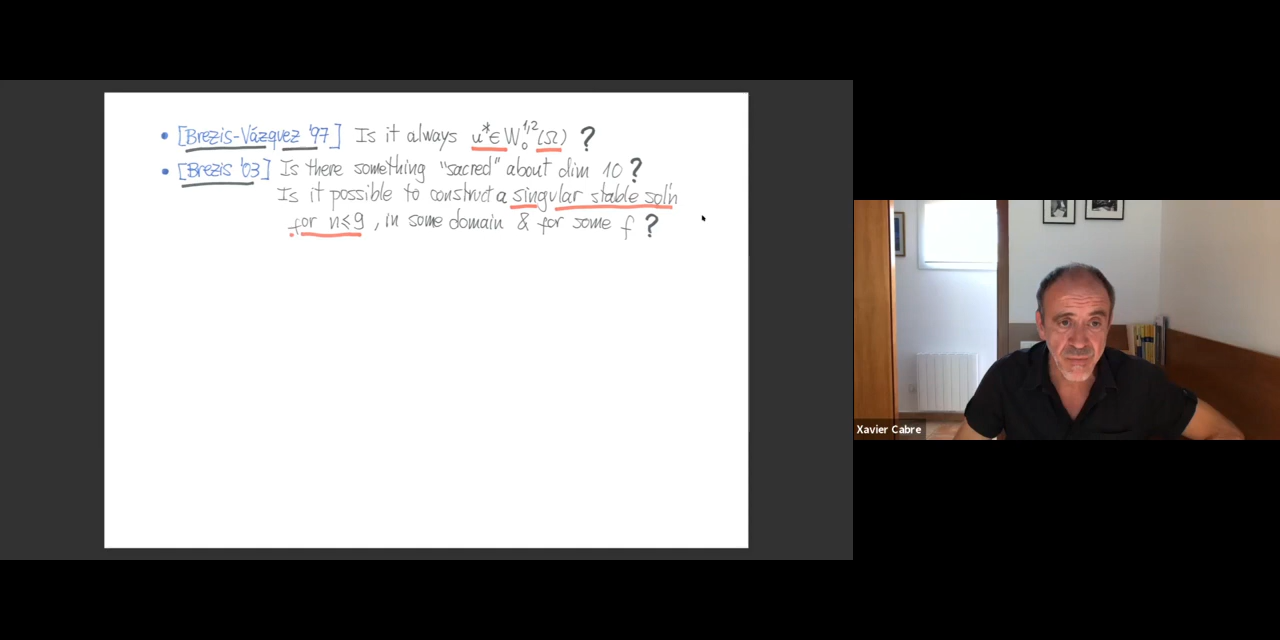 • [Brezis-Vázquez '97] Is it always u* ∈ W₀^{1,2}(Ω) ?
• [Brezis '03] Is there something "sacred" about dim 10 ?
Is it possible to construct a singular stable sol'n
for n ≤ 9, in some domain & for some f ?
Xavier Cabre